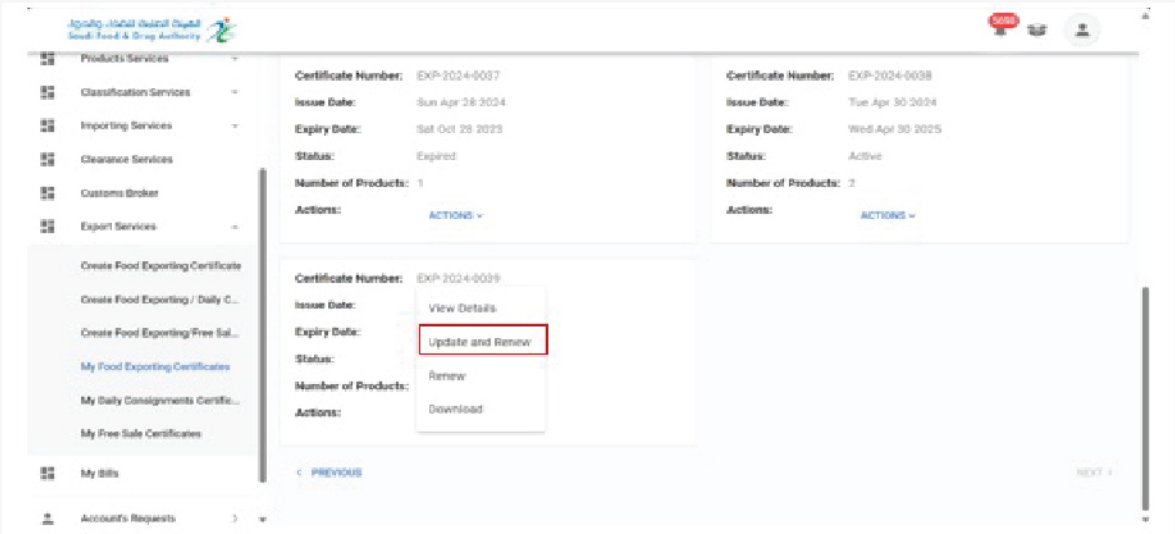 الهيئة العامة للغذاء والدواء
Saudi Food & Drug Authority
5698
Products Services
Classification Services
Importing Services
Clearance Services
Customs Broker
Export Services
Create Food Exporting Certificate
Create Food Exporting / Daily C...
Create Food Exporting/Free Sal...
My Food Exporting Certificates
My Daily Consignments Certific...
My Free Sale Certificates
My Bills
Account's Requests
Certificate Number: EXP-2024-0037
Issue Date: Sun Apr 28 2024
Expiry Date: Sat Oct 28 2023
Status: Expired
Number of Products: 1
Actions: ACTIONS
Certificate Number: EXP-2024-0038
Issue Date: Tue Apr 30 2024
Expiry Date: Wed Apr 30 2025
Status: Active
Number of Products: 2
Actions: ACTIONS
Certificate Number: EXP-2024-0039
Issue Date:
Expiry Date:
Status:
Number of Products:
Actions:
View Details
Update and Renew
Renew
Download
< PREVIOUS
NEXT >